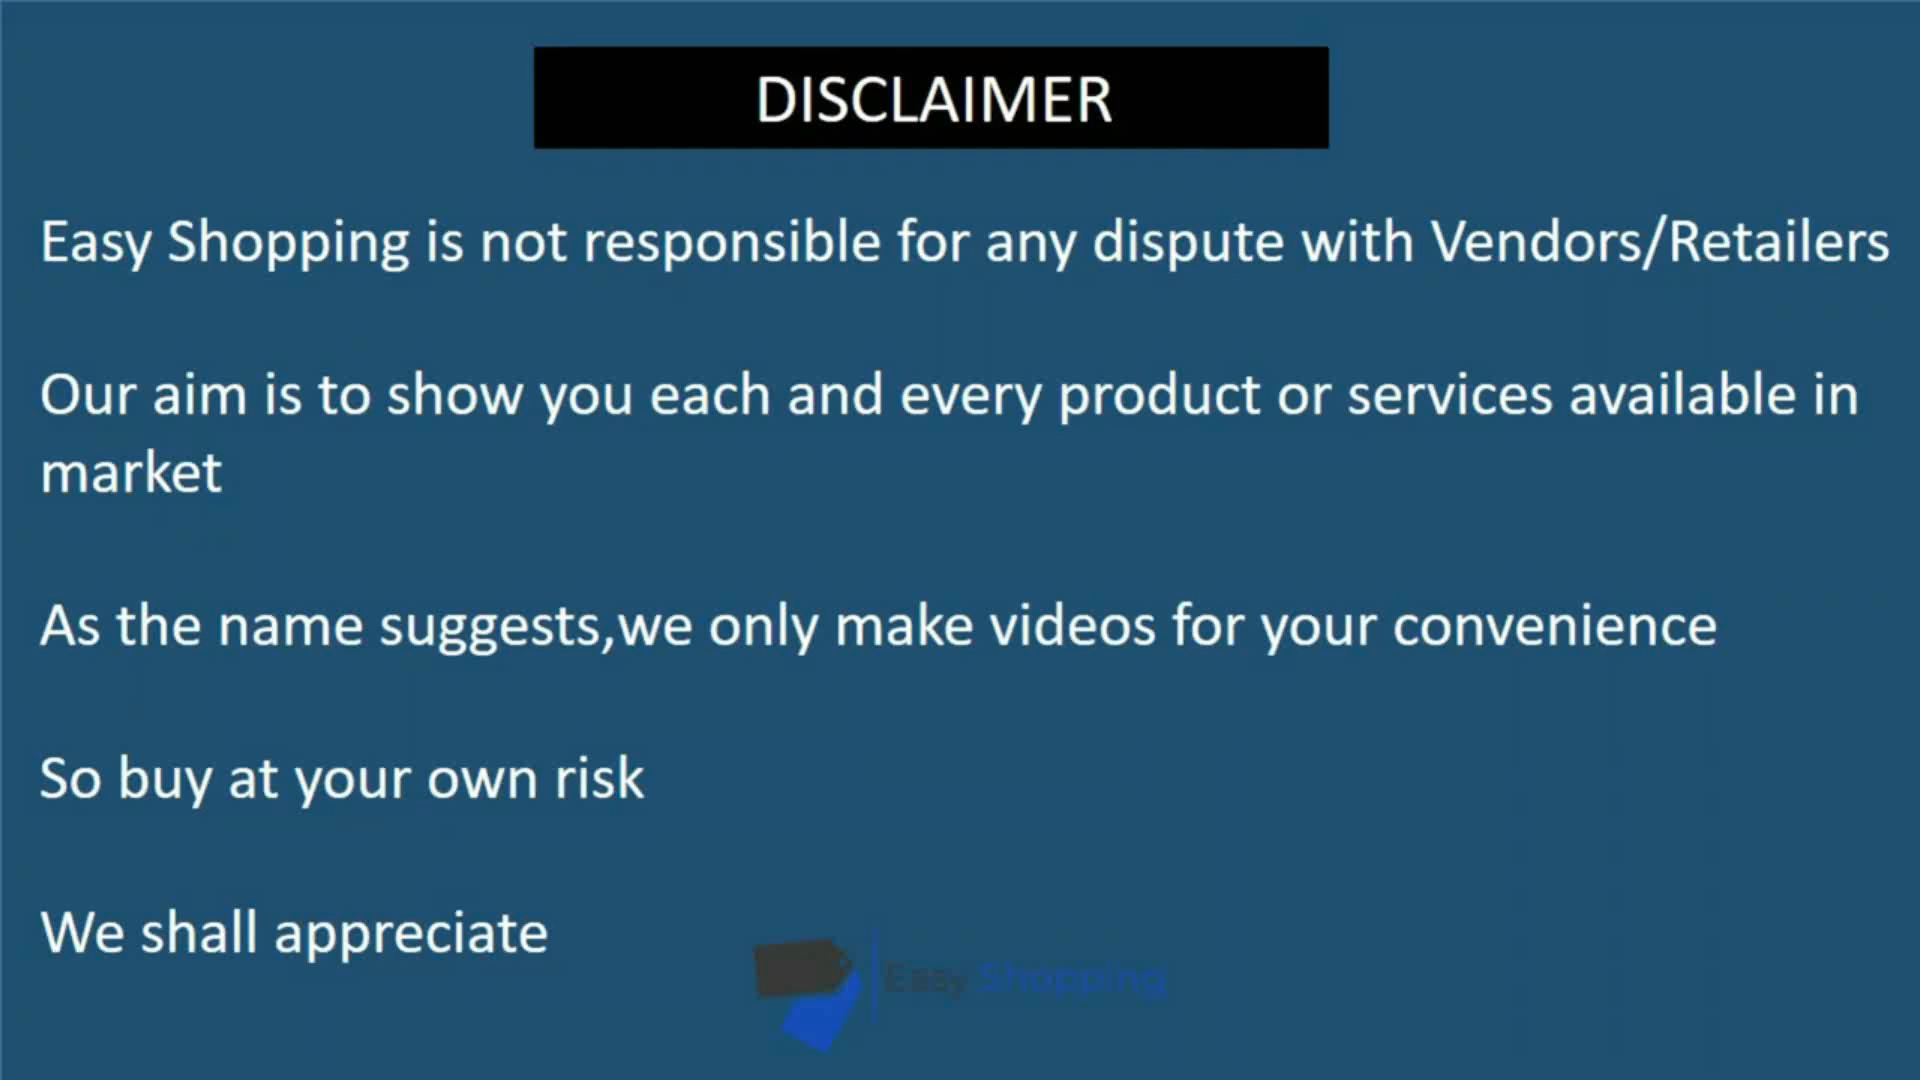 DISCLAIMER
Easy Shopping is not responsible for any dispute with Vendors/Retailers
Our aim is to show you each and every product or services available in
market
As the name suggests,we only make videos for your convenience
So buy at your own risk
We shall appreciate
Easy Shopping